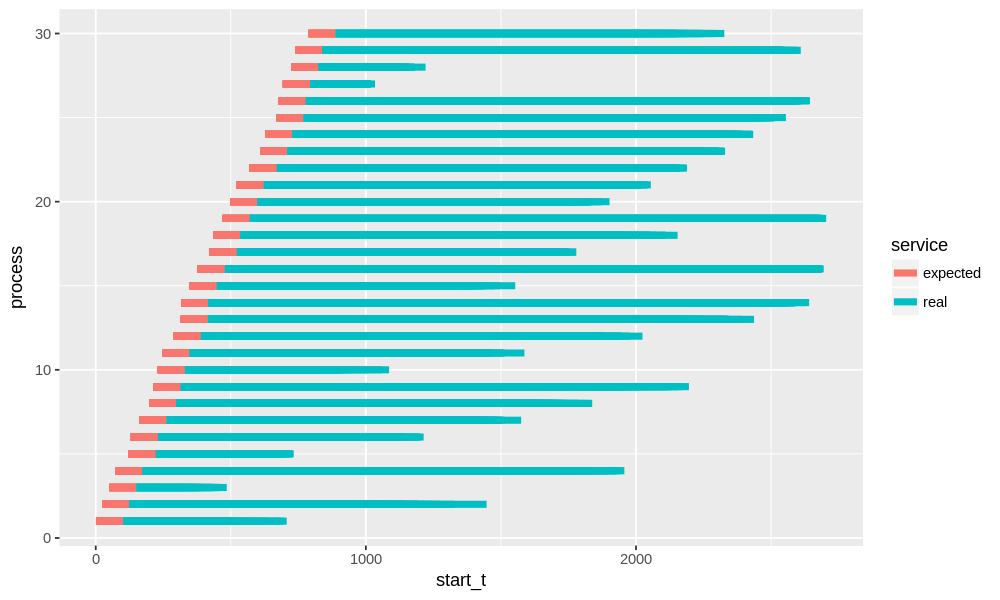 30
20
10
0
process
0 1000 2000
start_t
service
expected
real